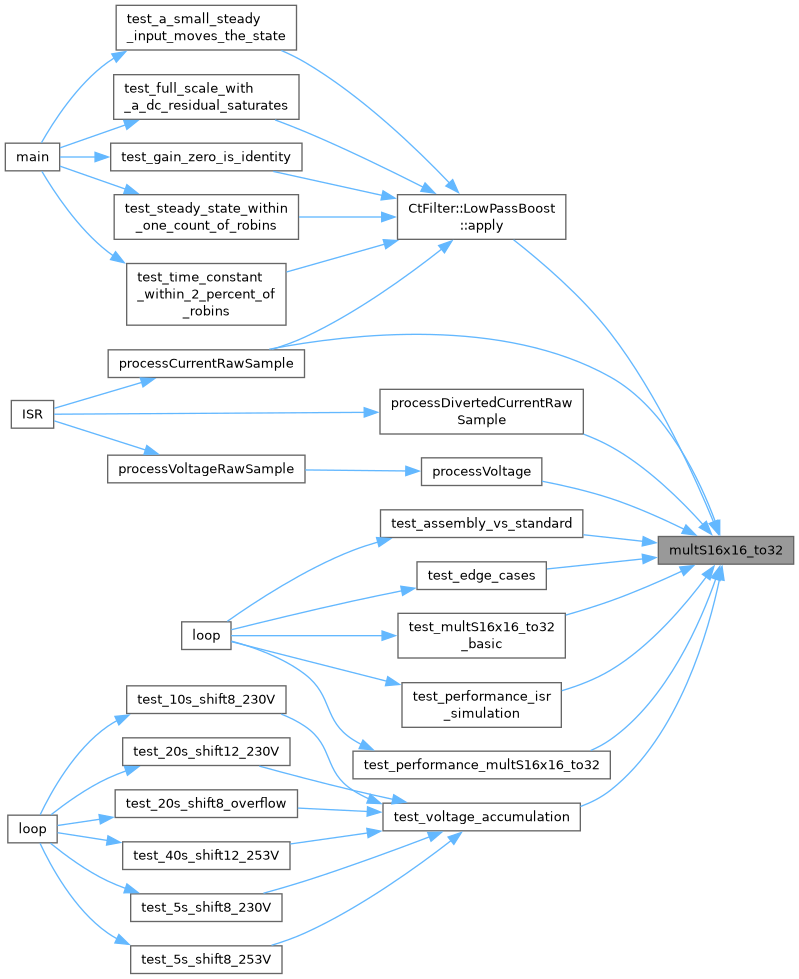 test_a_small_steady
_input_moves_the_state
test_full_scale_with
_a_dc_residual_saturates
main
test_gain_zero_is_identity
test_steady_state_within
_one_count_of_robins
CtFilter::LowPassBoost
::apply
test_time_constant
_within_2_percent_of
_robins
processCurrentRawSample
ISR
processDivertedCurrentRaw
Sample
processVoltageRawSample
processVoltage
test_assembly_vs_standard
multS16x16_to32
test_edge_cases
loop
test_multS16x16_to32
_basic
test_performance_isr
_simulation
test_10s_shift8_230V
test_20s_shift12_230V
test_performance_multS16x16_to32
test_20s_shift8_overflow
test_voltage_accumulation
loop
test_40s_shift12_253V
test_5s_shift8_230V
test_5s_shift8_253V